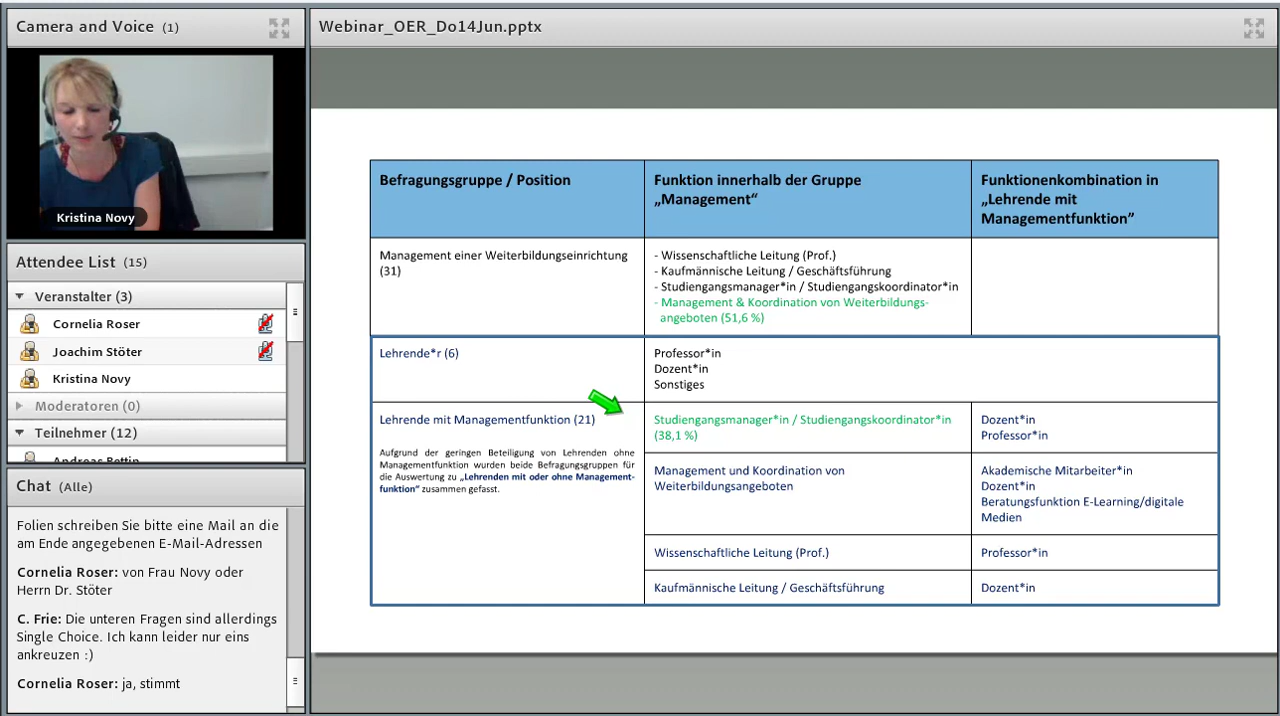 Camera and Voice (1)
Kristina Novy
Attendee List (15)
Veranstalter (3)
Cornelia Roser
Joachim Stöter
Kristina Novy
Moderatoren (0)
Teilnehmer (12)
Andreas Bettin
Chat (Alle)
Folien schreiben Sie bitte eine Mail an die
am Ende angegebenen E-Mail-Adressen
Cornelia Roser: von Frau Novy oder
Herrn Dr. Stöter
C. Frie: Die unteren Fragen sind allerdings
Single Choice. Ich kann leider nur eins
ankreuzen :)
Cornelia Roser: ja, stimmt
Webinar_OER_Do14Jun.pptx
Befragungsgruppe / Position
Funktion innerhalb der Gruppe
„Management“
Funktionenkombination in
„Lehrende mit
Managementfunktion“
Management einer Weiterbildungseinrichtung
(31)
- Wissenschaftliche Leitung (Prof.)
- Kaufmännische Leitung / Geschäftsführung
- Studiengangsmanager*in / Studiengangskoordinator*in
- Management & Koordination von Weiterbildungs-
angeboten (51,6 %)
Lehrende*r (6)
Professor*in
Dozent*in
Sonstiges
Lehrende mit Managementfunktion (21)
Aufgrund der geringen Beteiligung von Lehrenden ohne
Managementfunktion wurden beide Befragungsgruppen für
die Auswertung zu „Lehrenden mit oder ohne Management-
funktion“ zusammen gefasst.
Studiengangsmanager*in / Studiengangskoordinator*in
(38,1 %)
Dozent*in
Professor*in
Management und Koordination von
Weiterbildungsangeboten
Akademische Mitarbeiter*in
Dozent*in
Beratungsfunktion E-Learning/digitale
Medien
Wissenschaftliche Leitung (Prof.)
Professor*in
Kaufmännische Leitung / Geschäftsführung
Dozent*in